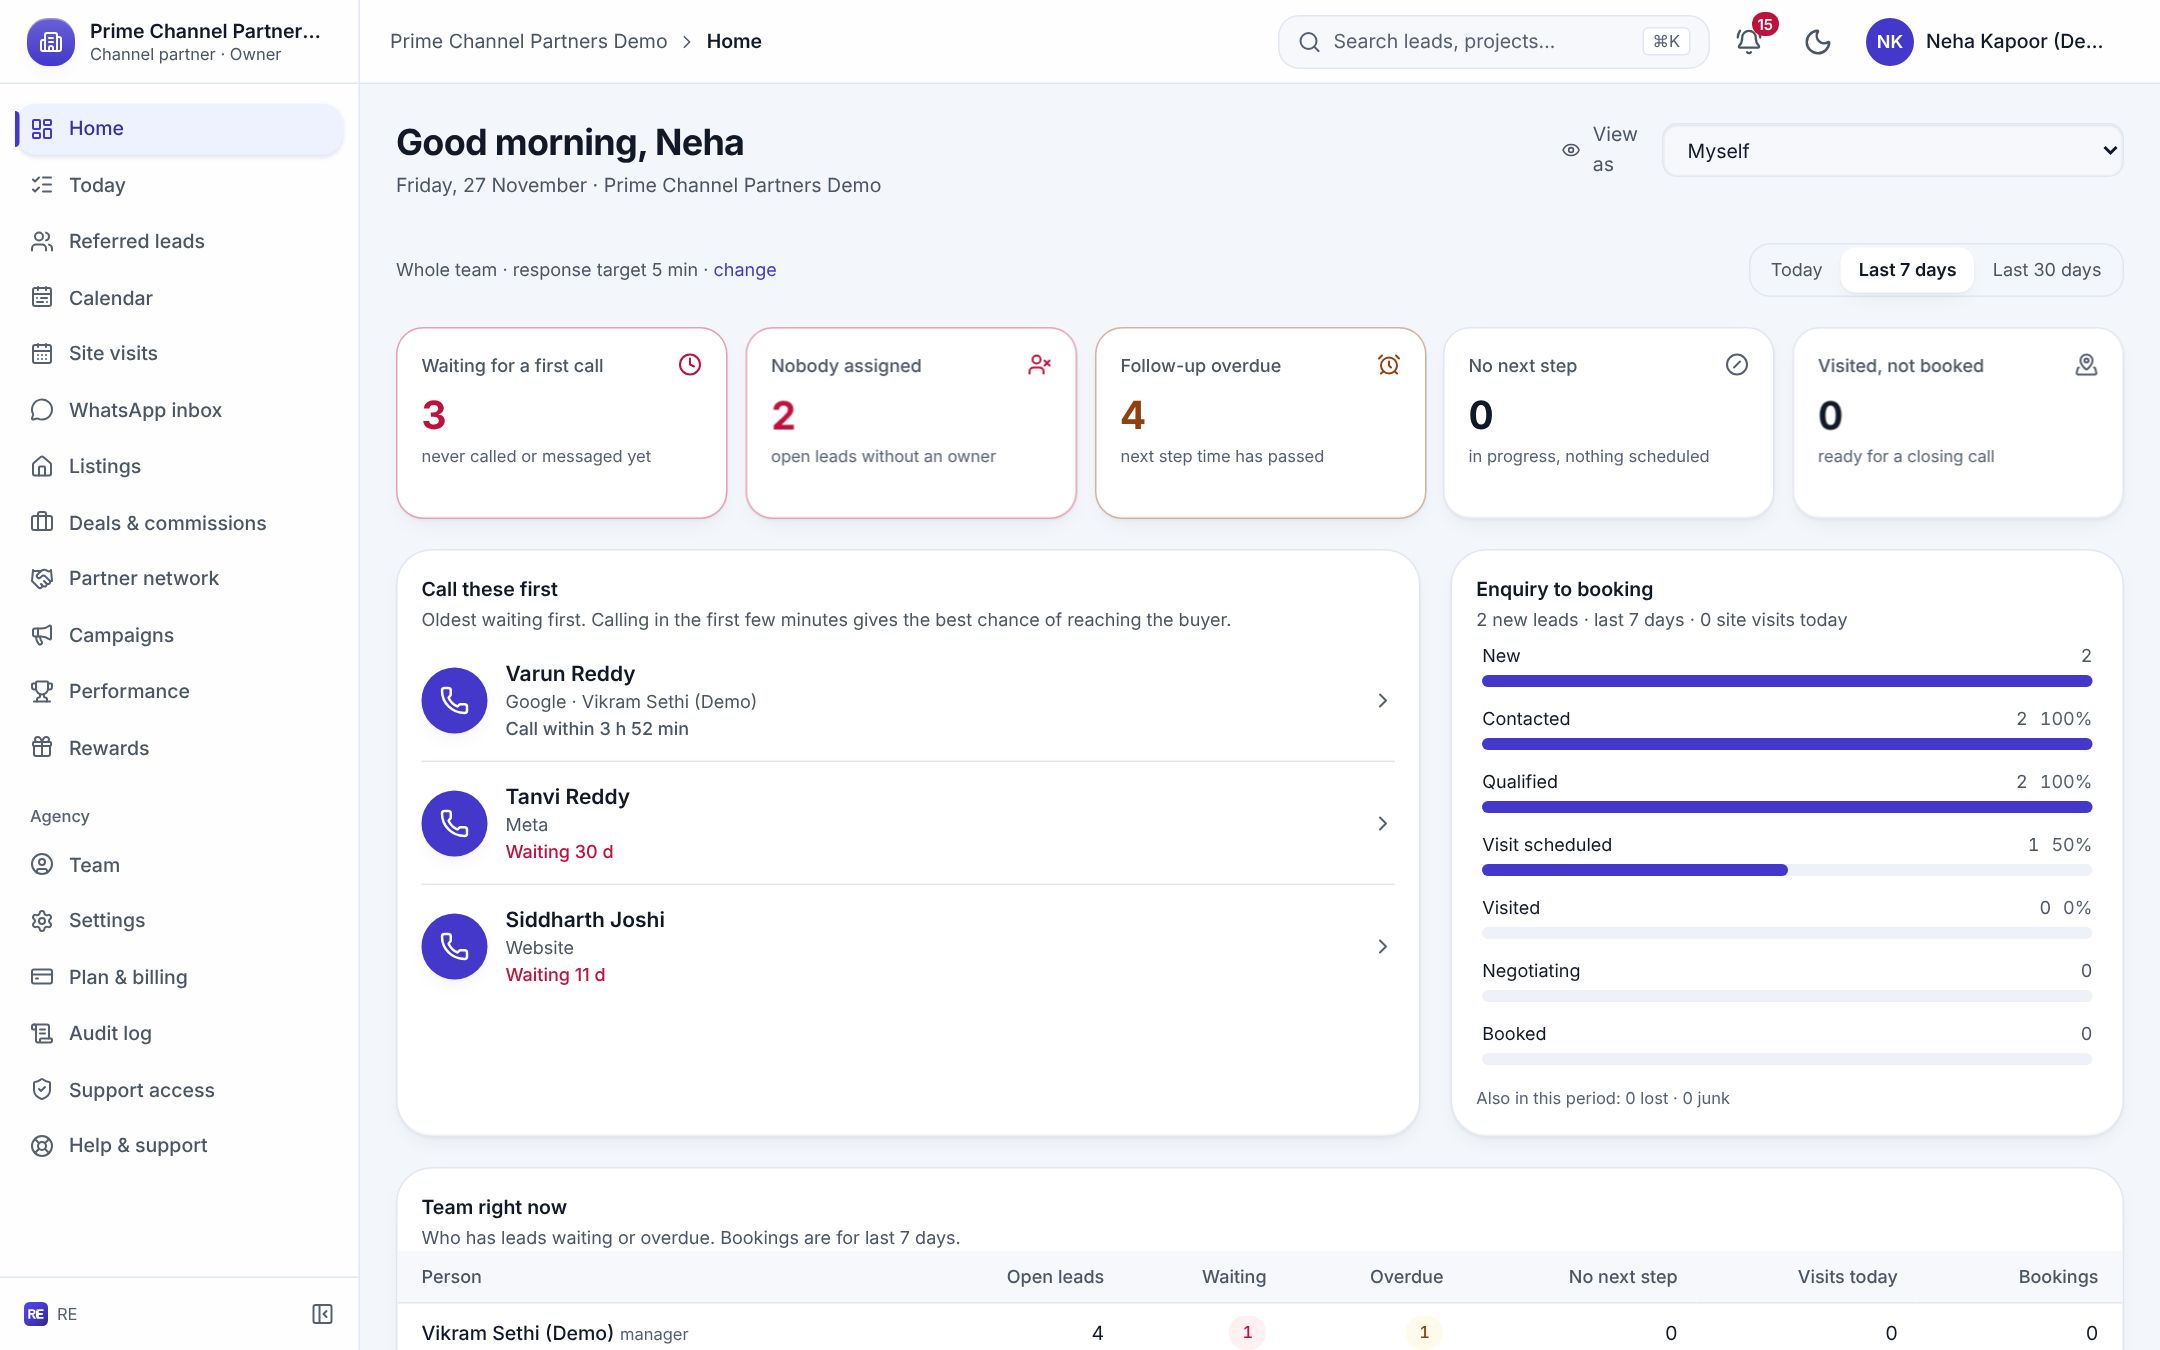 Prime Channel Partner...
Channel partner · Owner
Prime Channel Partners Demo > Home
Search leads, projects...
⌘K
15
NK
Neha Kapoor (De...
Home
Today
Referred leads
Calendar
Site visits
WhatsApp inbox
Listings
Deals & commissions
Partner network
Campaigns
Performance
Rewards
Agency
Team
Settings
Plan & billing
Audit log
Support access
Help & support
RE RE
Good morning, Neha
Friday, 27 November · Prime Channel Partners Demo
View as
Myself
Whole team · response target 5 min · change
Today
Last 7 days
Last 30 days
Waiting for a first call
3
never called or messaged yet
Nobody assigned
2
open leads without an owner
Follow-up overdue
4
next step time has passed
No next step
0
in progress, nothing scheduled
Visited, not booked
0
ready for a closing call
Call these first
Oldest waiting first. Calling in the first few minutes gives the best chance of reaching the buyer.
Varun Reddy
Google · Vikram Sethi (Demo)
Call within 3 h 52 min
Tanvi Reddy
Meta
Waiting 30 d
Siddharth Joshi
Website
Waiting 11 d
Enquiry to booking
2 new leads · last 7 days · 0 site visits today
New 2
Contacted 2 100%
Qualified 2 100%
Visit scheduled 1 50%
Visited 0 0%
Negotiating 0
Booked 0
Also in this period: 0 lost · 0 junk
Team right now
Who has leads waiting or overdue. Bookings are for last 7 days.
Person Open leads Waiting Overdue No next step Visits today Bookings
Vikram Sethi (Demo) manager 4 1 1 0 0 0